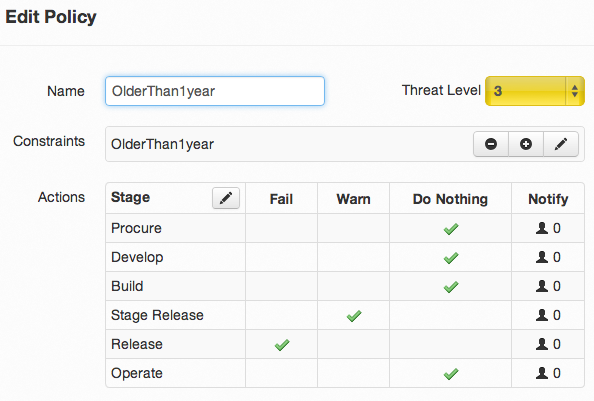 Edit Policy
Name OlderThan1year Threat Level 3
Constraints OlderThan1year
Actions Stage Fail Warn Do Nothing Notify
Procure 0
Develop 0
Build 0
Stage Release 0
Release 0
Operate 0